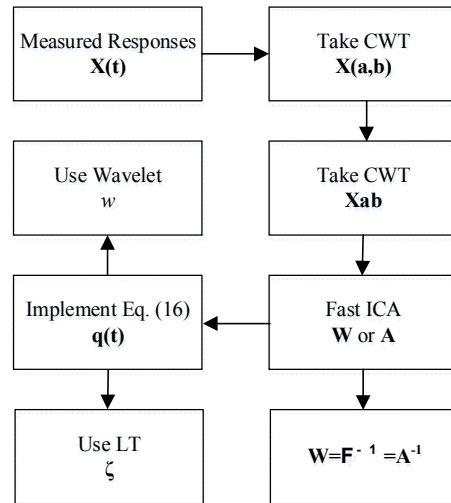 Measured Responses
X(t)
Take CWT
X(a,b)
Use Wavelet
w
Take CWT
Xab
Implement Eq. (16)
q(t)
Fast ICA
W or A
Use LT
ζ
W=F⁻¹=A⁻¹